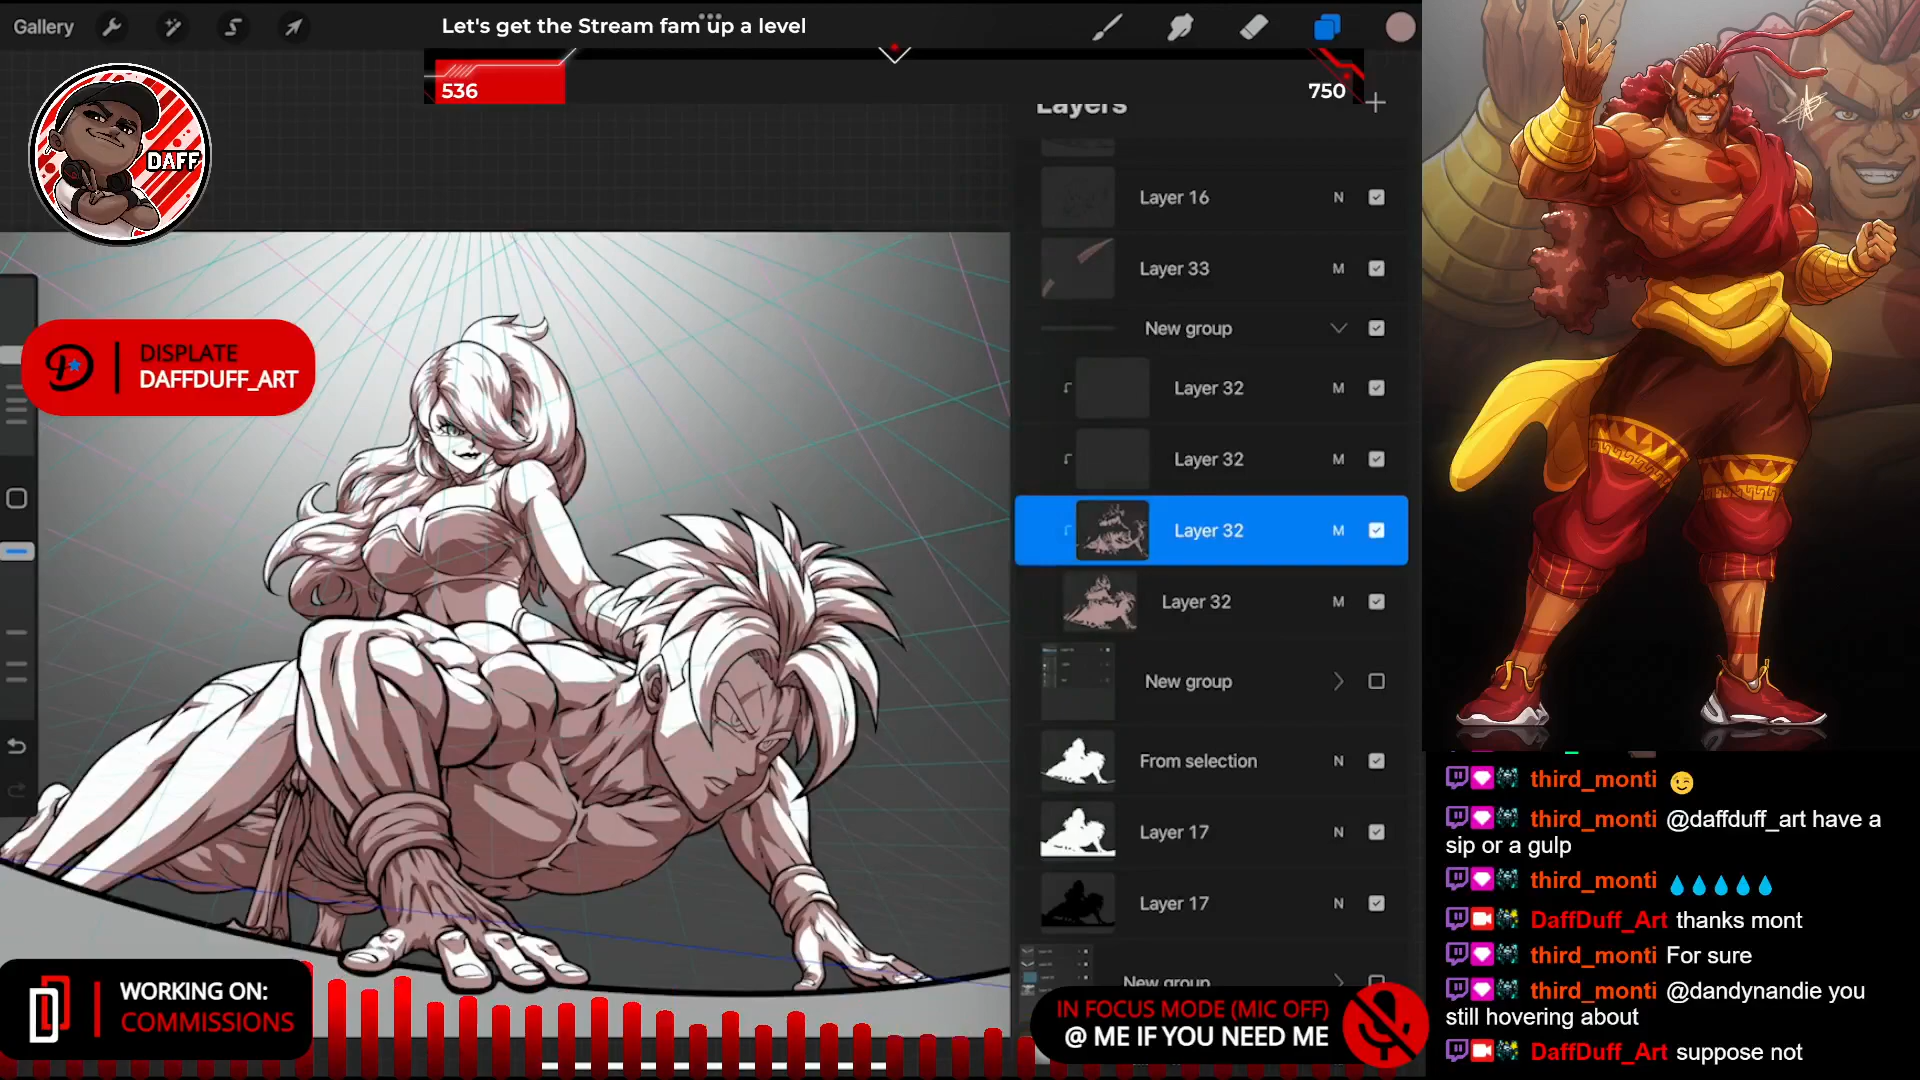 Gallery
Let's get the Stream fam up a level
536
750
Layers
DAFF
Layer 16 N
Layer 33 M
New group
DISPLATE
DAFFDUFF_ART
Layer 32 M
Layer 32 M
Layer 32 M
Layer 32 M
New group
From selection N
Layer 17 N
Layer 17 N
New group
WORKING ON:
COMMISSIONS
IN FOCUS MODE (MIC OFF)
@ ME IF YOU NEED ME
third_monti
third_monti @daffduff_art have a
sip or a gulp
third_monti
DaffDuff_Art thanks mont
third_monti For sure
third_monti @dandynandie you
still hovering about
DaffDuff_Art suppose not